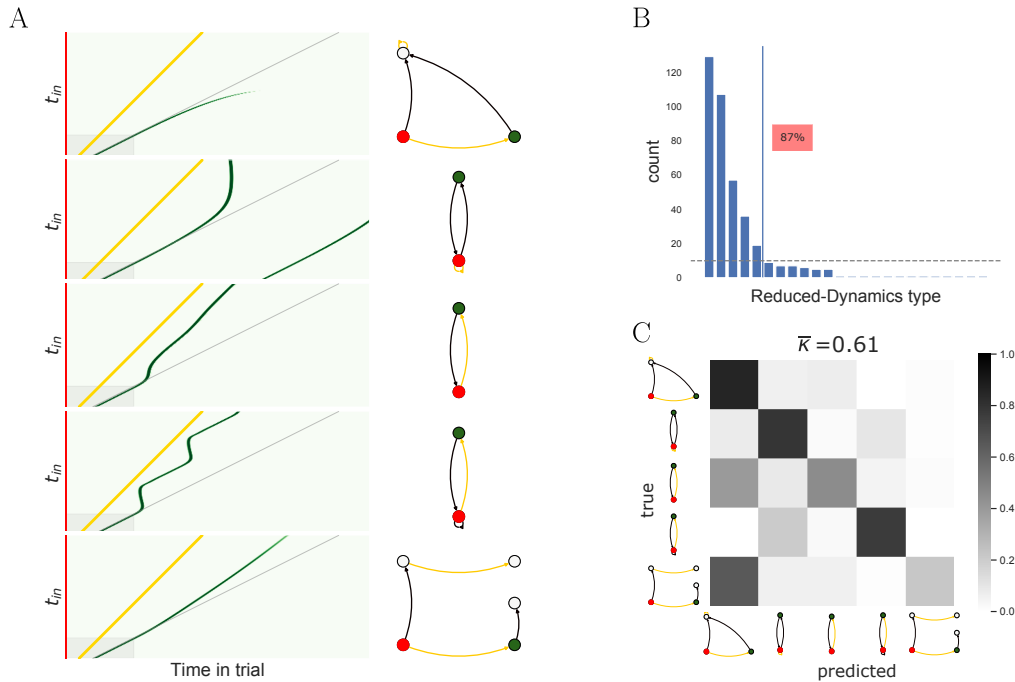 A
t_in
t_in
t_in
t_in
t_in
Time in trial
B
120
100
80
60
40
20
0
count
87%
Reduced-Dynamics type
C
κ̅ =0.61
true
predicted
1.0
0.8
0.6
0.4
0.2
0.0